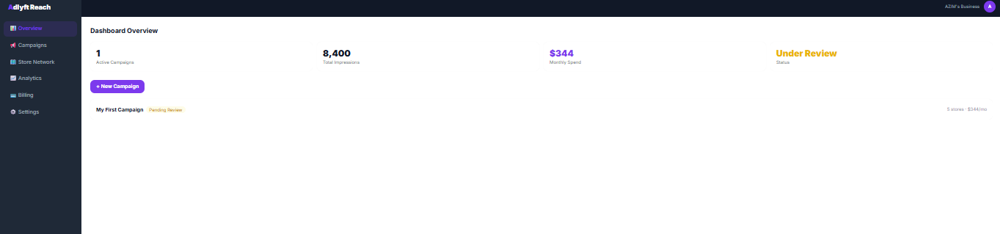 Adlyft Reach
AZIM's Business
A
Overview
Campaigns
Store Network
Analytics
Billing
Settings
Dashboard Overview
1
Active Campaigns
8,400
Total Impressions
$344
Monthly Spend
Under Review
Status
+ New Campaign
My First Campaign Pending Review
5 stores · $344/mo